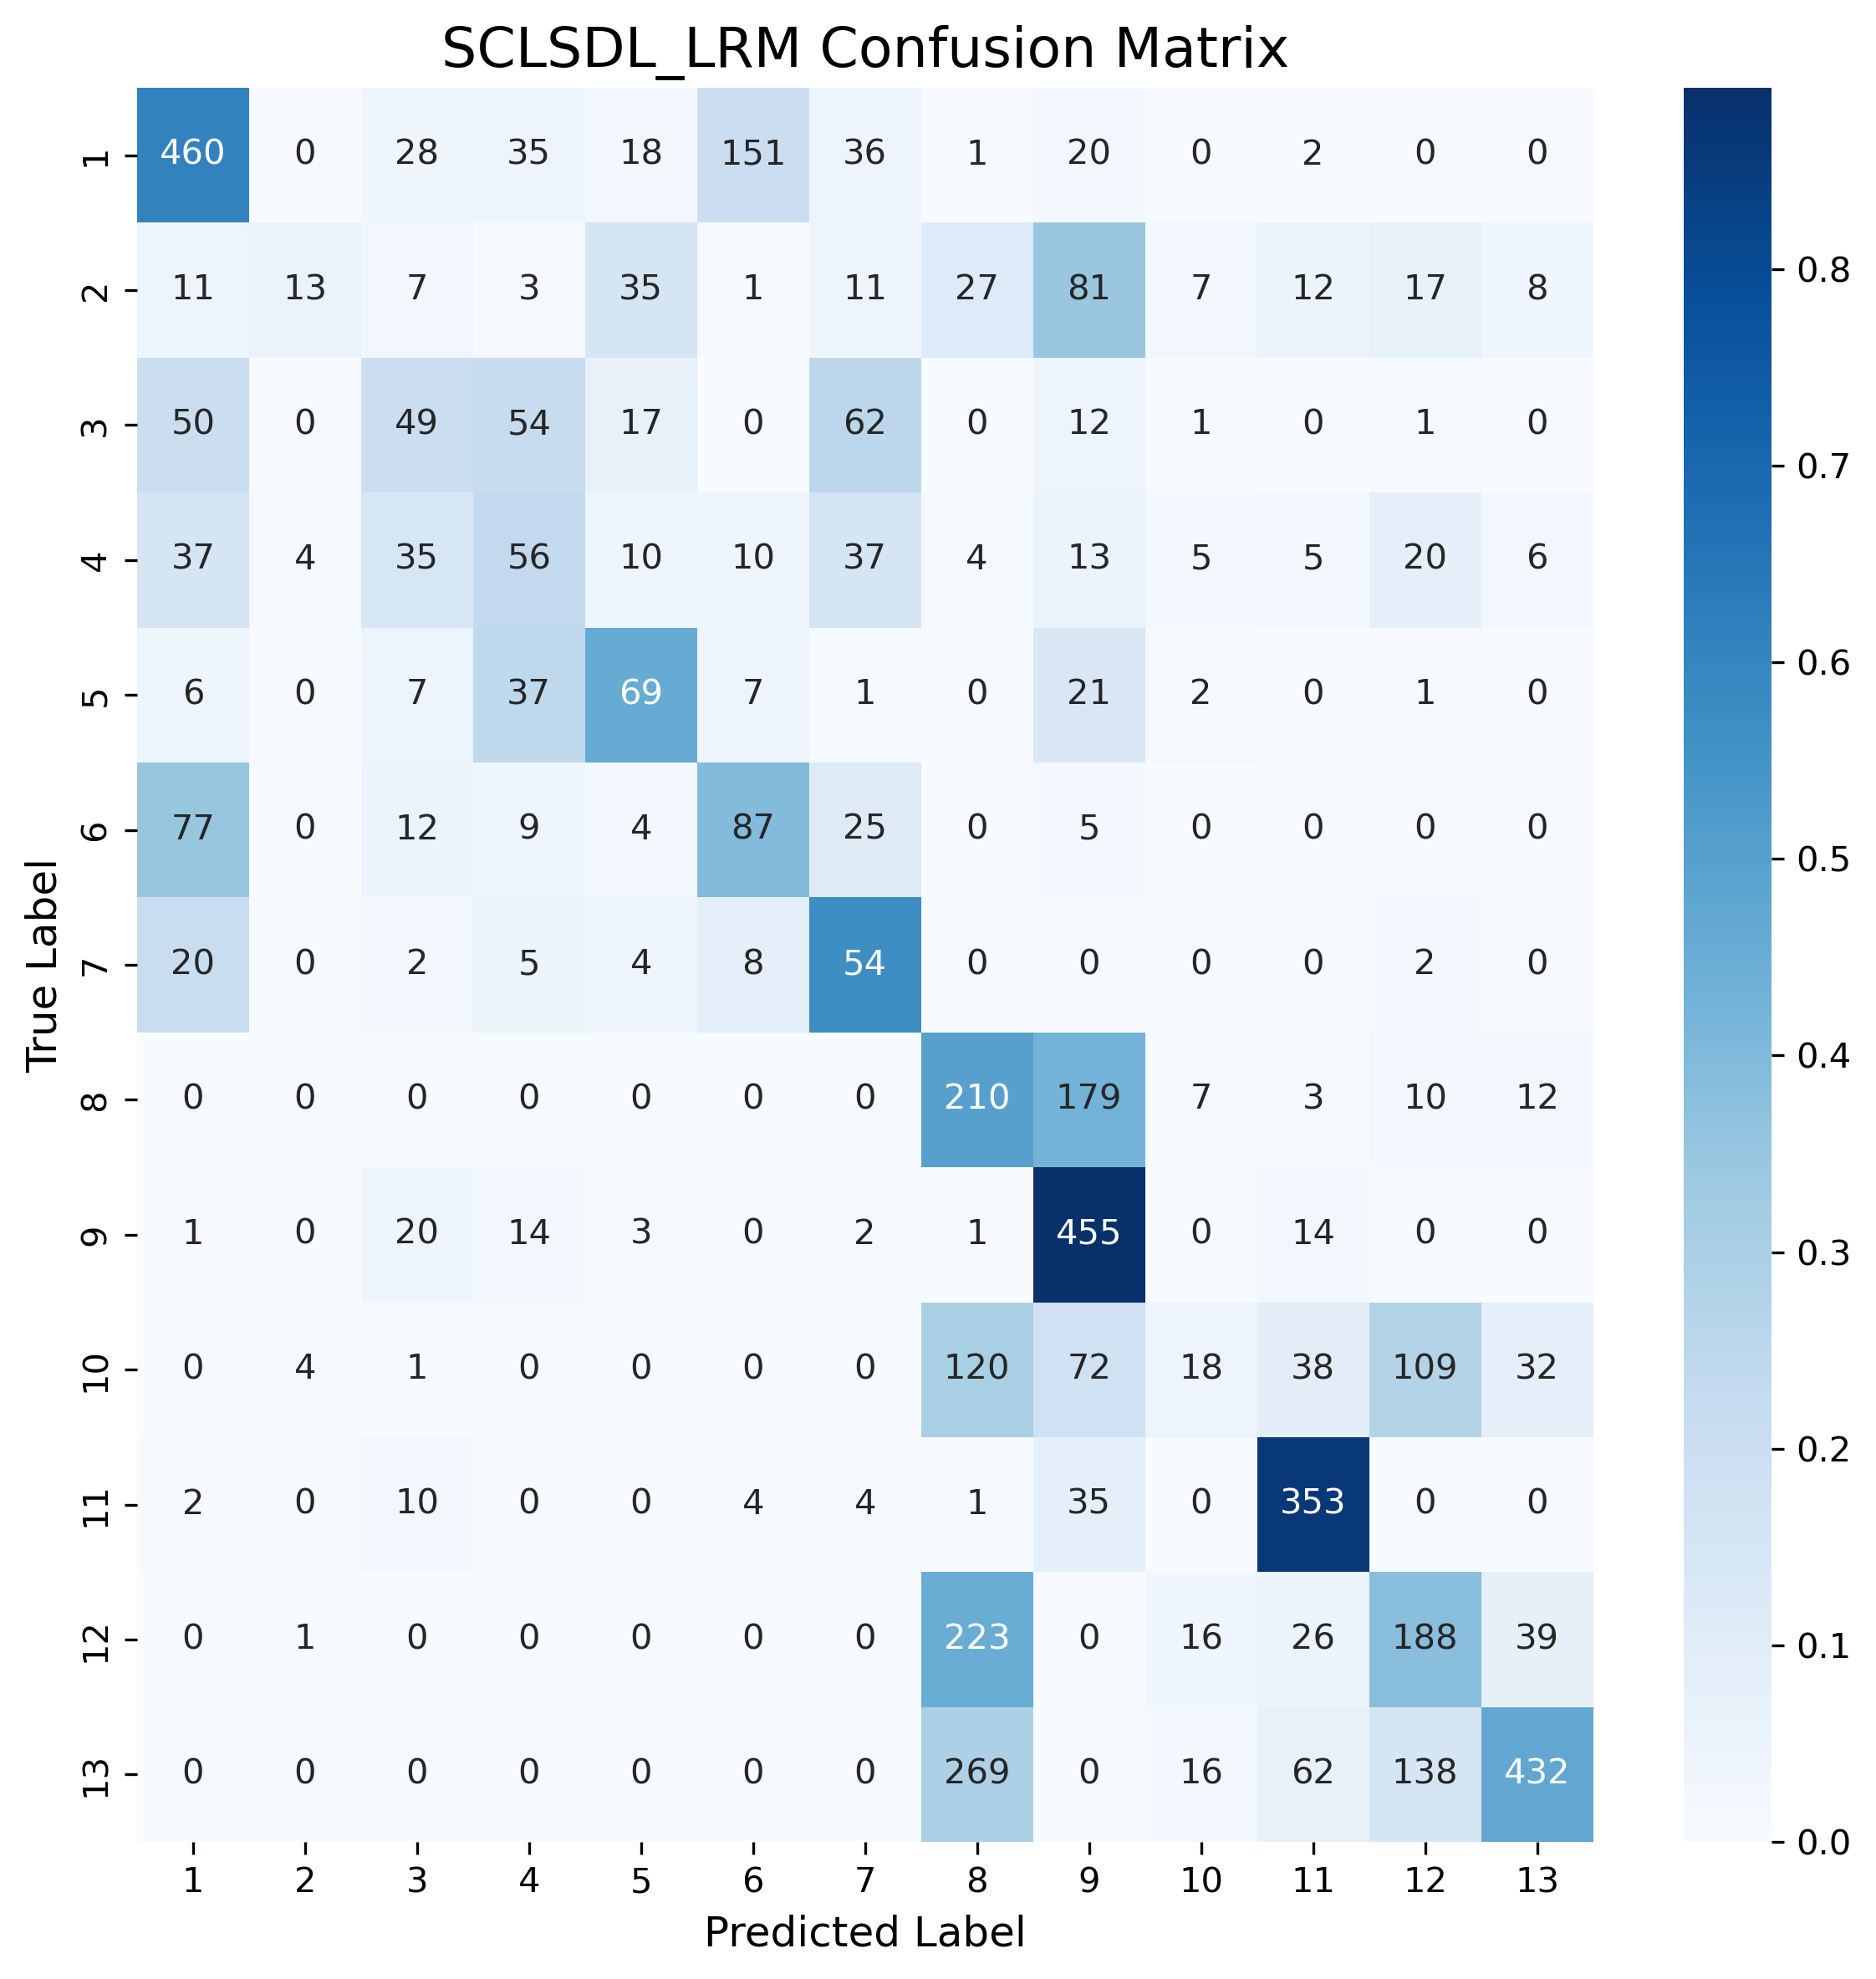 SCLSDL_LRM Confusion Matrix
1 460 0 28 35 18 151 36 1 20 0 2 0 0
2 11 13 7 3 35 1 11 27 81 7 12 17 8
3 50 0 49 54 17 0 62 0 12 1 0 1 0
4 37 4 35 56 10 10 37 4 13 5 5 20 6
5 6 0 7 37 69 7 1 0 21 2 0 1 0
6 77 0 12 9 4 87 25 0 5 0 0 0 0
7 20 0 2 5 4 8 54 0 0 0 0 2 0
8 0 0 0 0 0 0 0 210 179 7 3 10 12
9 1 0 20 14 3 0 2 1 455 0 14 0 0
10 0 4 1 0 0 0 0 120 72 18 38 109 32
11 2 0 10 0 0 4 4 1 35 0 353 0 0
12 0 1 0 0 0 0 0 223 0 16 26 188 39
13 0 0 0 0 0 0 0 269 0 16 62 138 432
1 2 3 4 5 6 7 8 9 10 11 12 13
Predicted Label
True Label
0.8
0.7
0.6
0.5
0.4
0.3
0.2
0.1
0.0